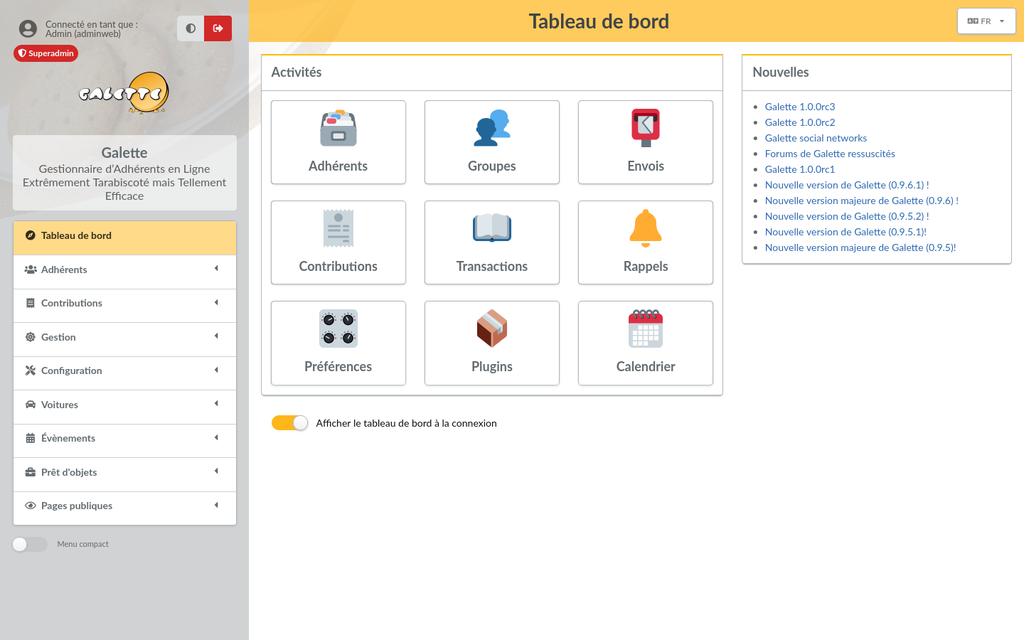 Connecté en tant que :
Admin (adminweb)
Superadmin
GALETTE
Galette
Gestionnaire d'Adhérents en Ligne
Extrêmement Tarabiscoté mais Tellement
Efficace
Tableau de bord
Adhérents
Contributions
Gestion
Configuration
Voitures
Évènements
Prêt d'objets
Pages publiques
Menu compact
Tableau de bord
FR
Activités
Adhérents
Groupes
Envois
Contributions
Transactions
Rappels
Préférences
Plugins
Calendrier
Afficher le tableau de bord à la connexion
Nouvelles
Galette 1.0.0rc3
Galette 1.0.0rc2
Galette social networks
Forums de Galette ressuscités
Galette 1.0.0rc1
Nouvelle version de Galette (0.9.6.1) !
Nouvelle version majeure de Galette (0.9.6) !
Nouvelle version de Galette (0.9.5.2) !
Nouvelle version de Galette (0.9.5.1)!
Nouvelle version majeure de Galette (0.9.5)!